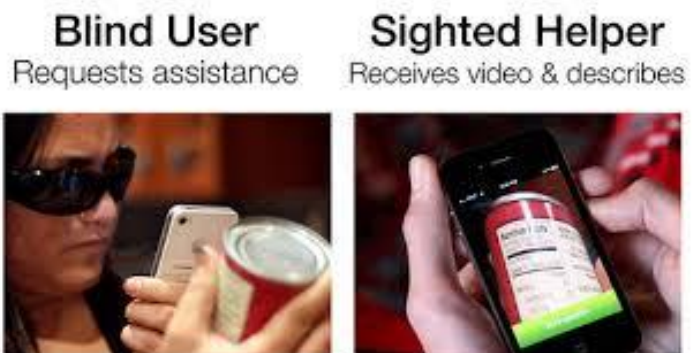 Blind User
Requests assistance
Sighted Helper
Receives video & describes